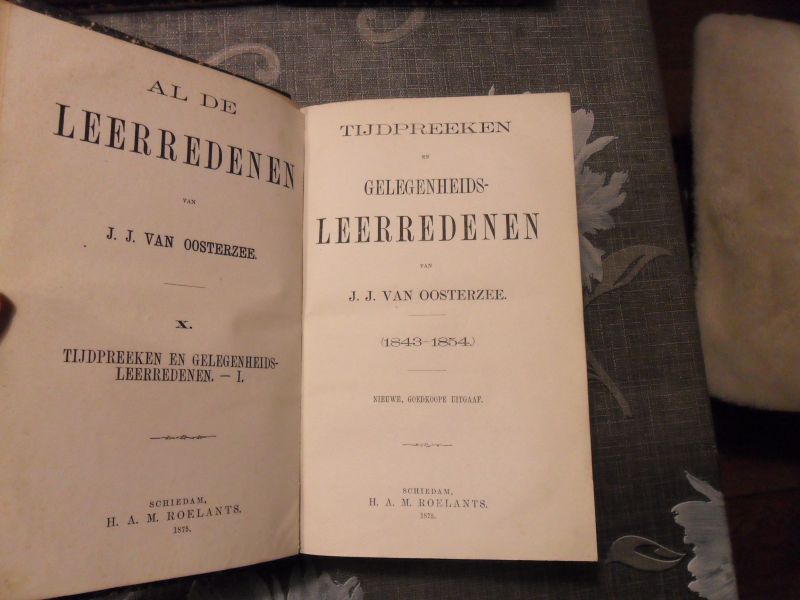 AL DE
LEERREDENEN
VAN
J. J. VAN OOSTERZEE.
X.
TIJDPREEKEN EN GELEGENHEIDS-
LEERREDENEN. — I.
SCHIEDAM,
H. A. M. ROELANTS.
1875.
TIJDPREEKEN
EN
GELEGENHEIDS-
LEERREDENEN
VAN
J. J. VAN OOSTERZEE.
(1843–1854.)
NIEUWE, GOEDKOOPE UITGAAF.
SCHIEDAM,
H. A. M. ROELANTS.
1875.